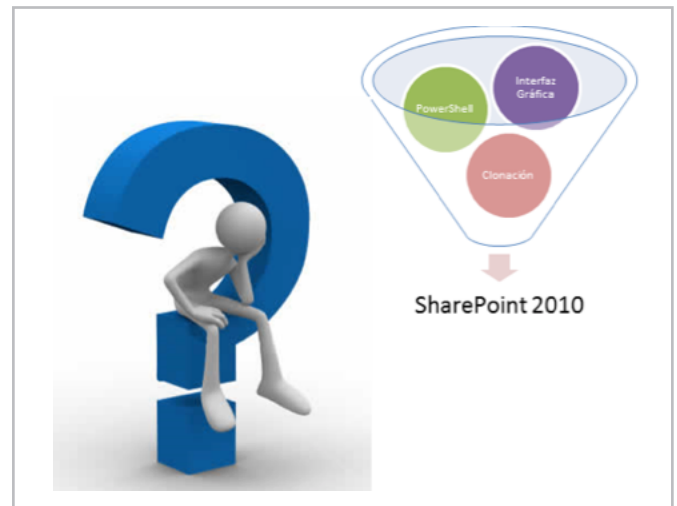 Interfaz
Gráfica
PowerShell
Clonación
SharePoint 2010